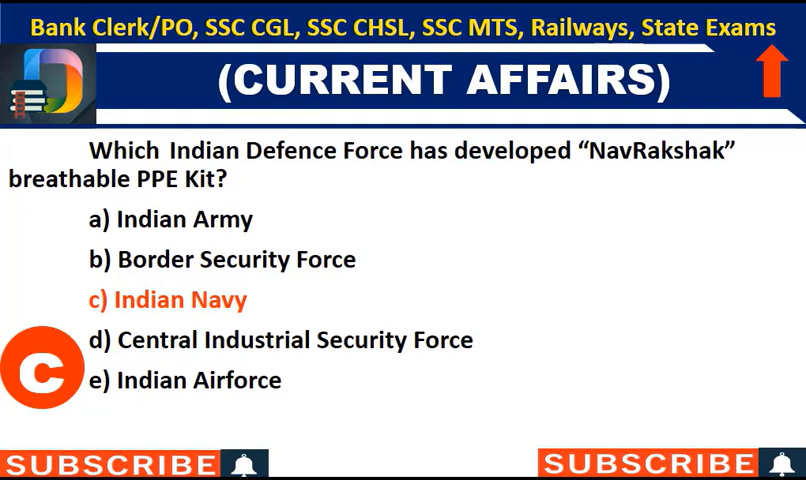 Bank Clerk/PO, SSC CGL, SSC CHSL, SSC MTS, Railways, State Exams
(CURRENT AFFAIRS)
Which Indian Defence Force has developed “NavRakshak”
breathable PPE Kit?
a) Indian Army
b) Border Security Force
c) Indian Navy
d) Central Industrial Security Force
e) Indian Airforce
C
SUBSCRIBE
SUBSCRIBE